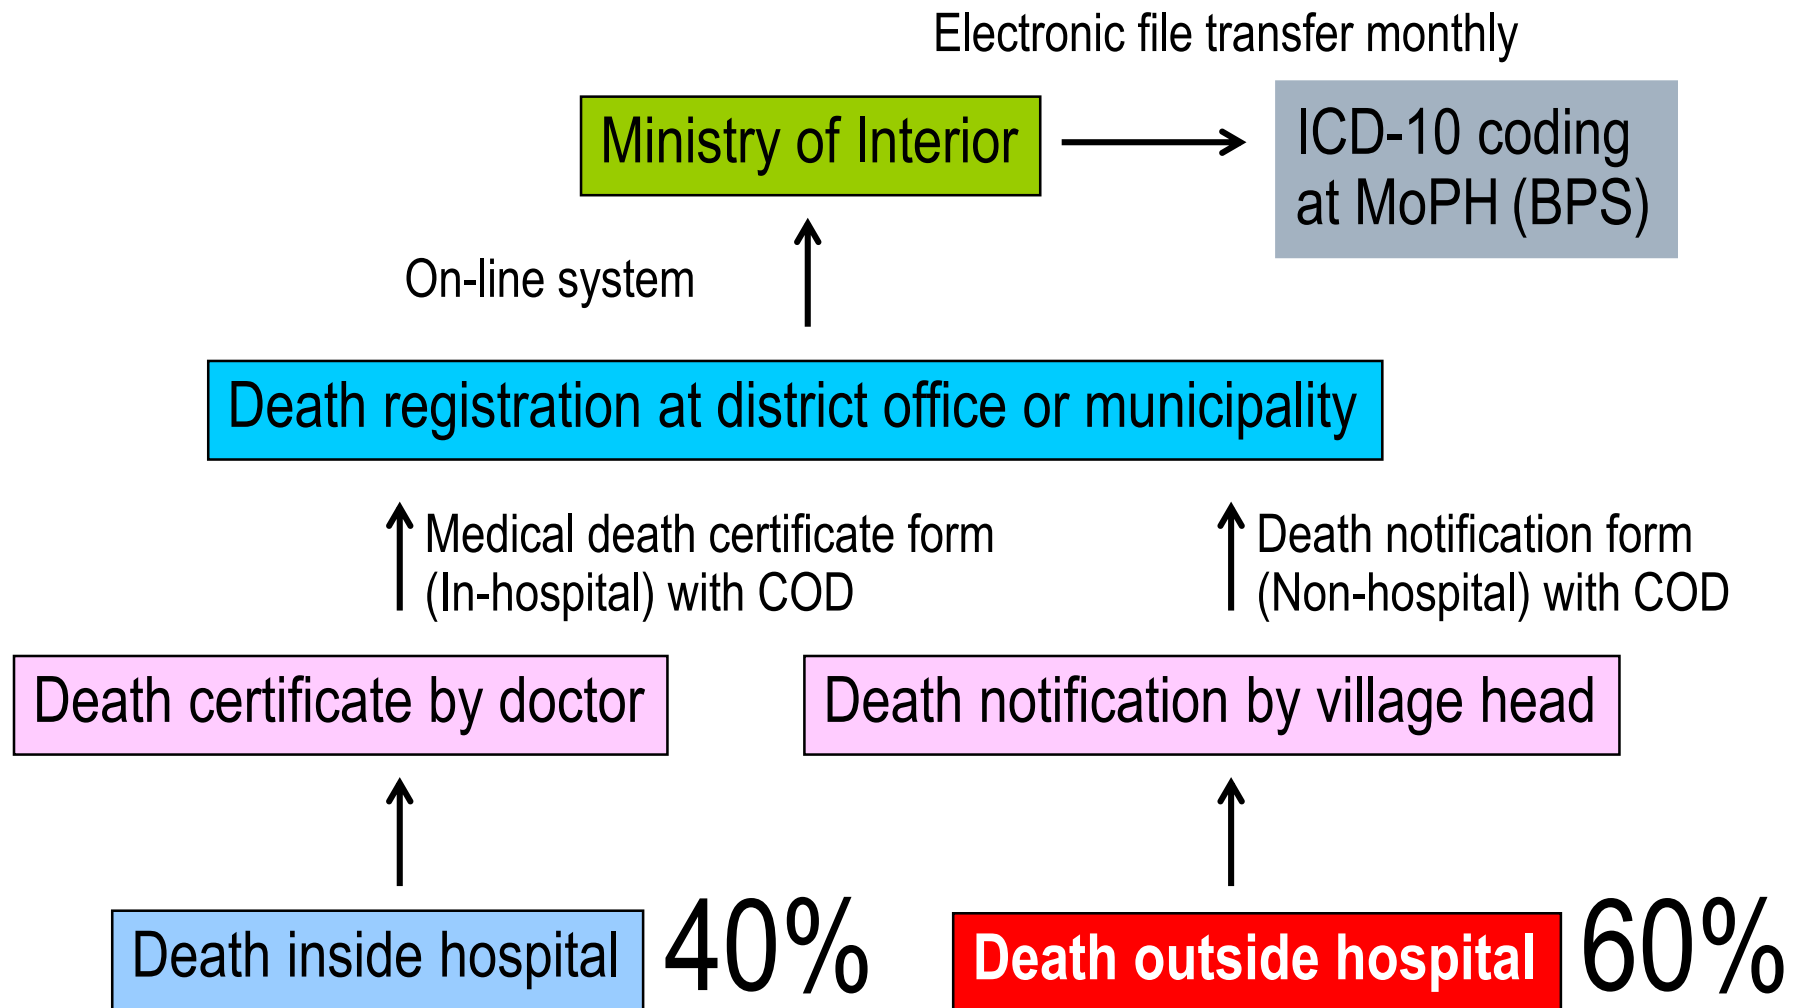 Electronic file transfer monthly
Ministry of Interior
ICD-10 coding
at MoPH (BPS)
On-line system
Death registration at district office or municipality
Medical death certificate form
(In-hospital) with COD
Death notification form
(Non-hospital) with COD
Death certificate by doctor
Death notification by village head
Death inside hospital 40%
Death outside hospital 60%